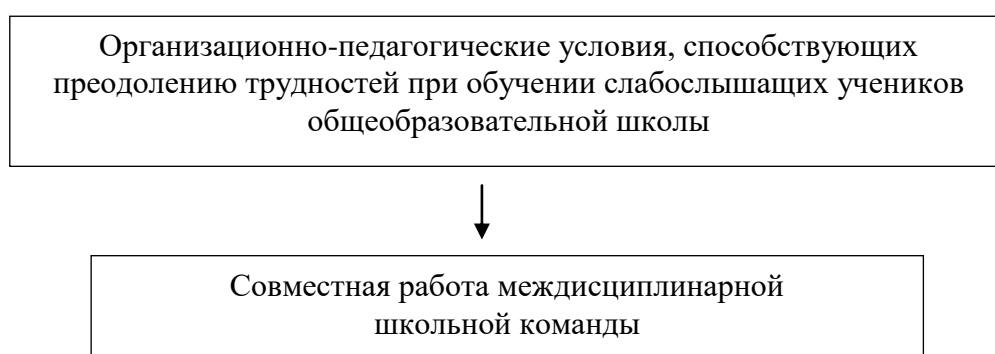 Организационно-педагогические условия, способствующих
преодолению трудностей при обучении слабослышащих учеников
общеобразовательной школы
Совместная работа междисциплинарной
школьной команды